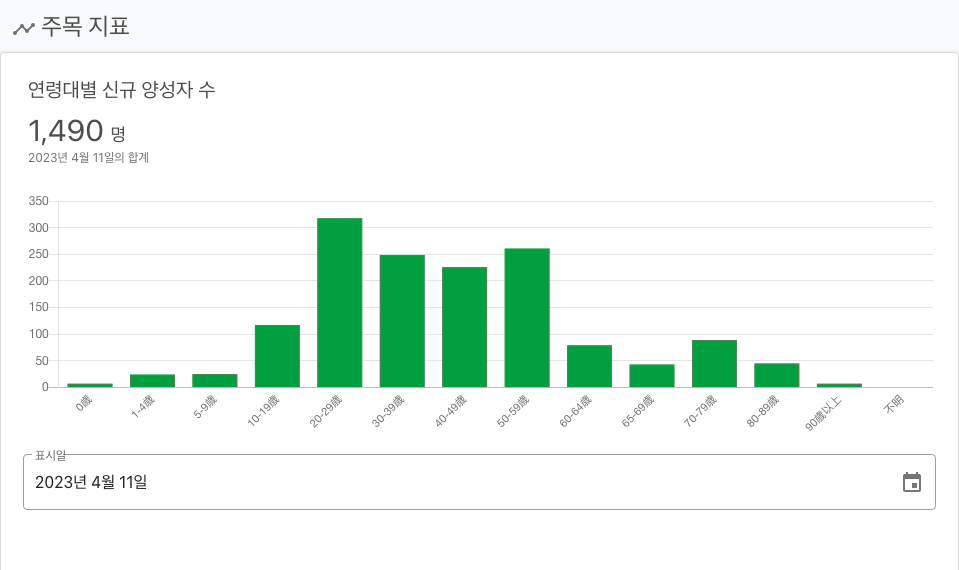 주목 지표
연령대별 신규 양성자 수
1,490 명
2023년 4월 11일의 합계
350
300
250
200
150
100
50
0
0歳
1-4歳
5-9歳
10-19歳
20-29歳
30-39歳
40-49歳
50-59歳
60-64歳
65-69歳
70-79歳
80-89歳
90歳以上
不明
표시일
2023년 4월 11일